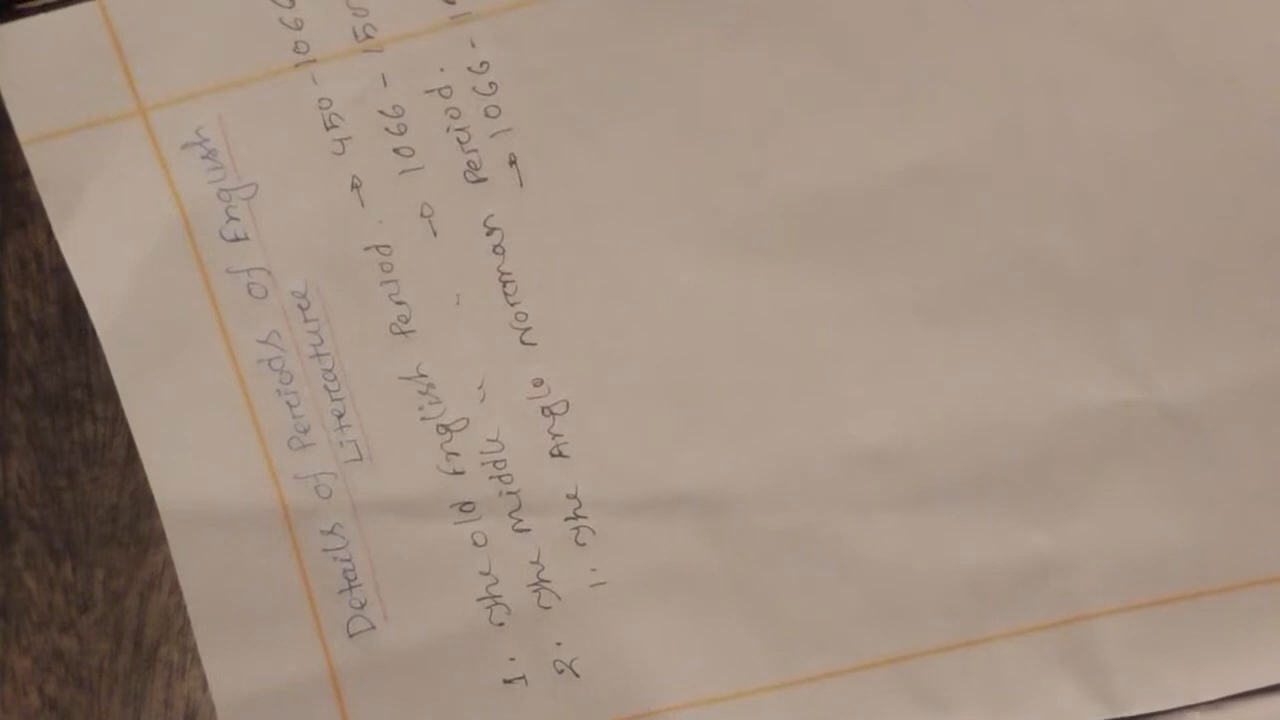 Details of Periods of English
Literature
1. The old English Period. → 450-1066
2. The middle " " → 1066-150
1. The Anglo Norman Period.
→ 1066-